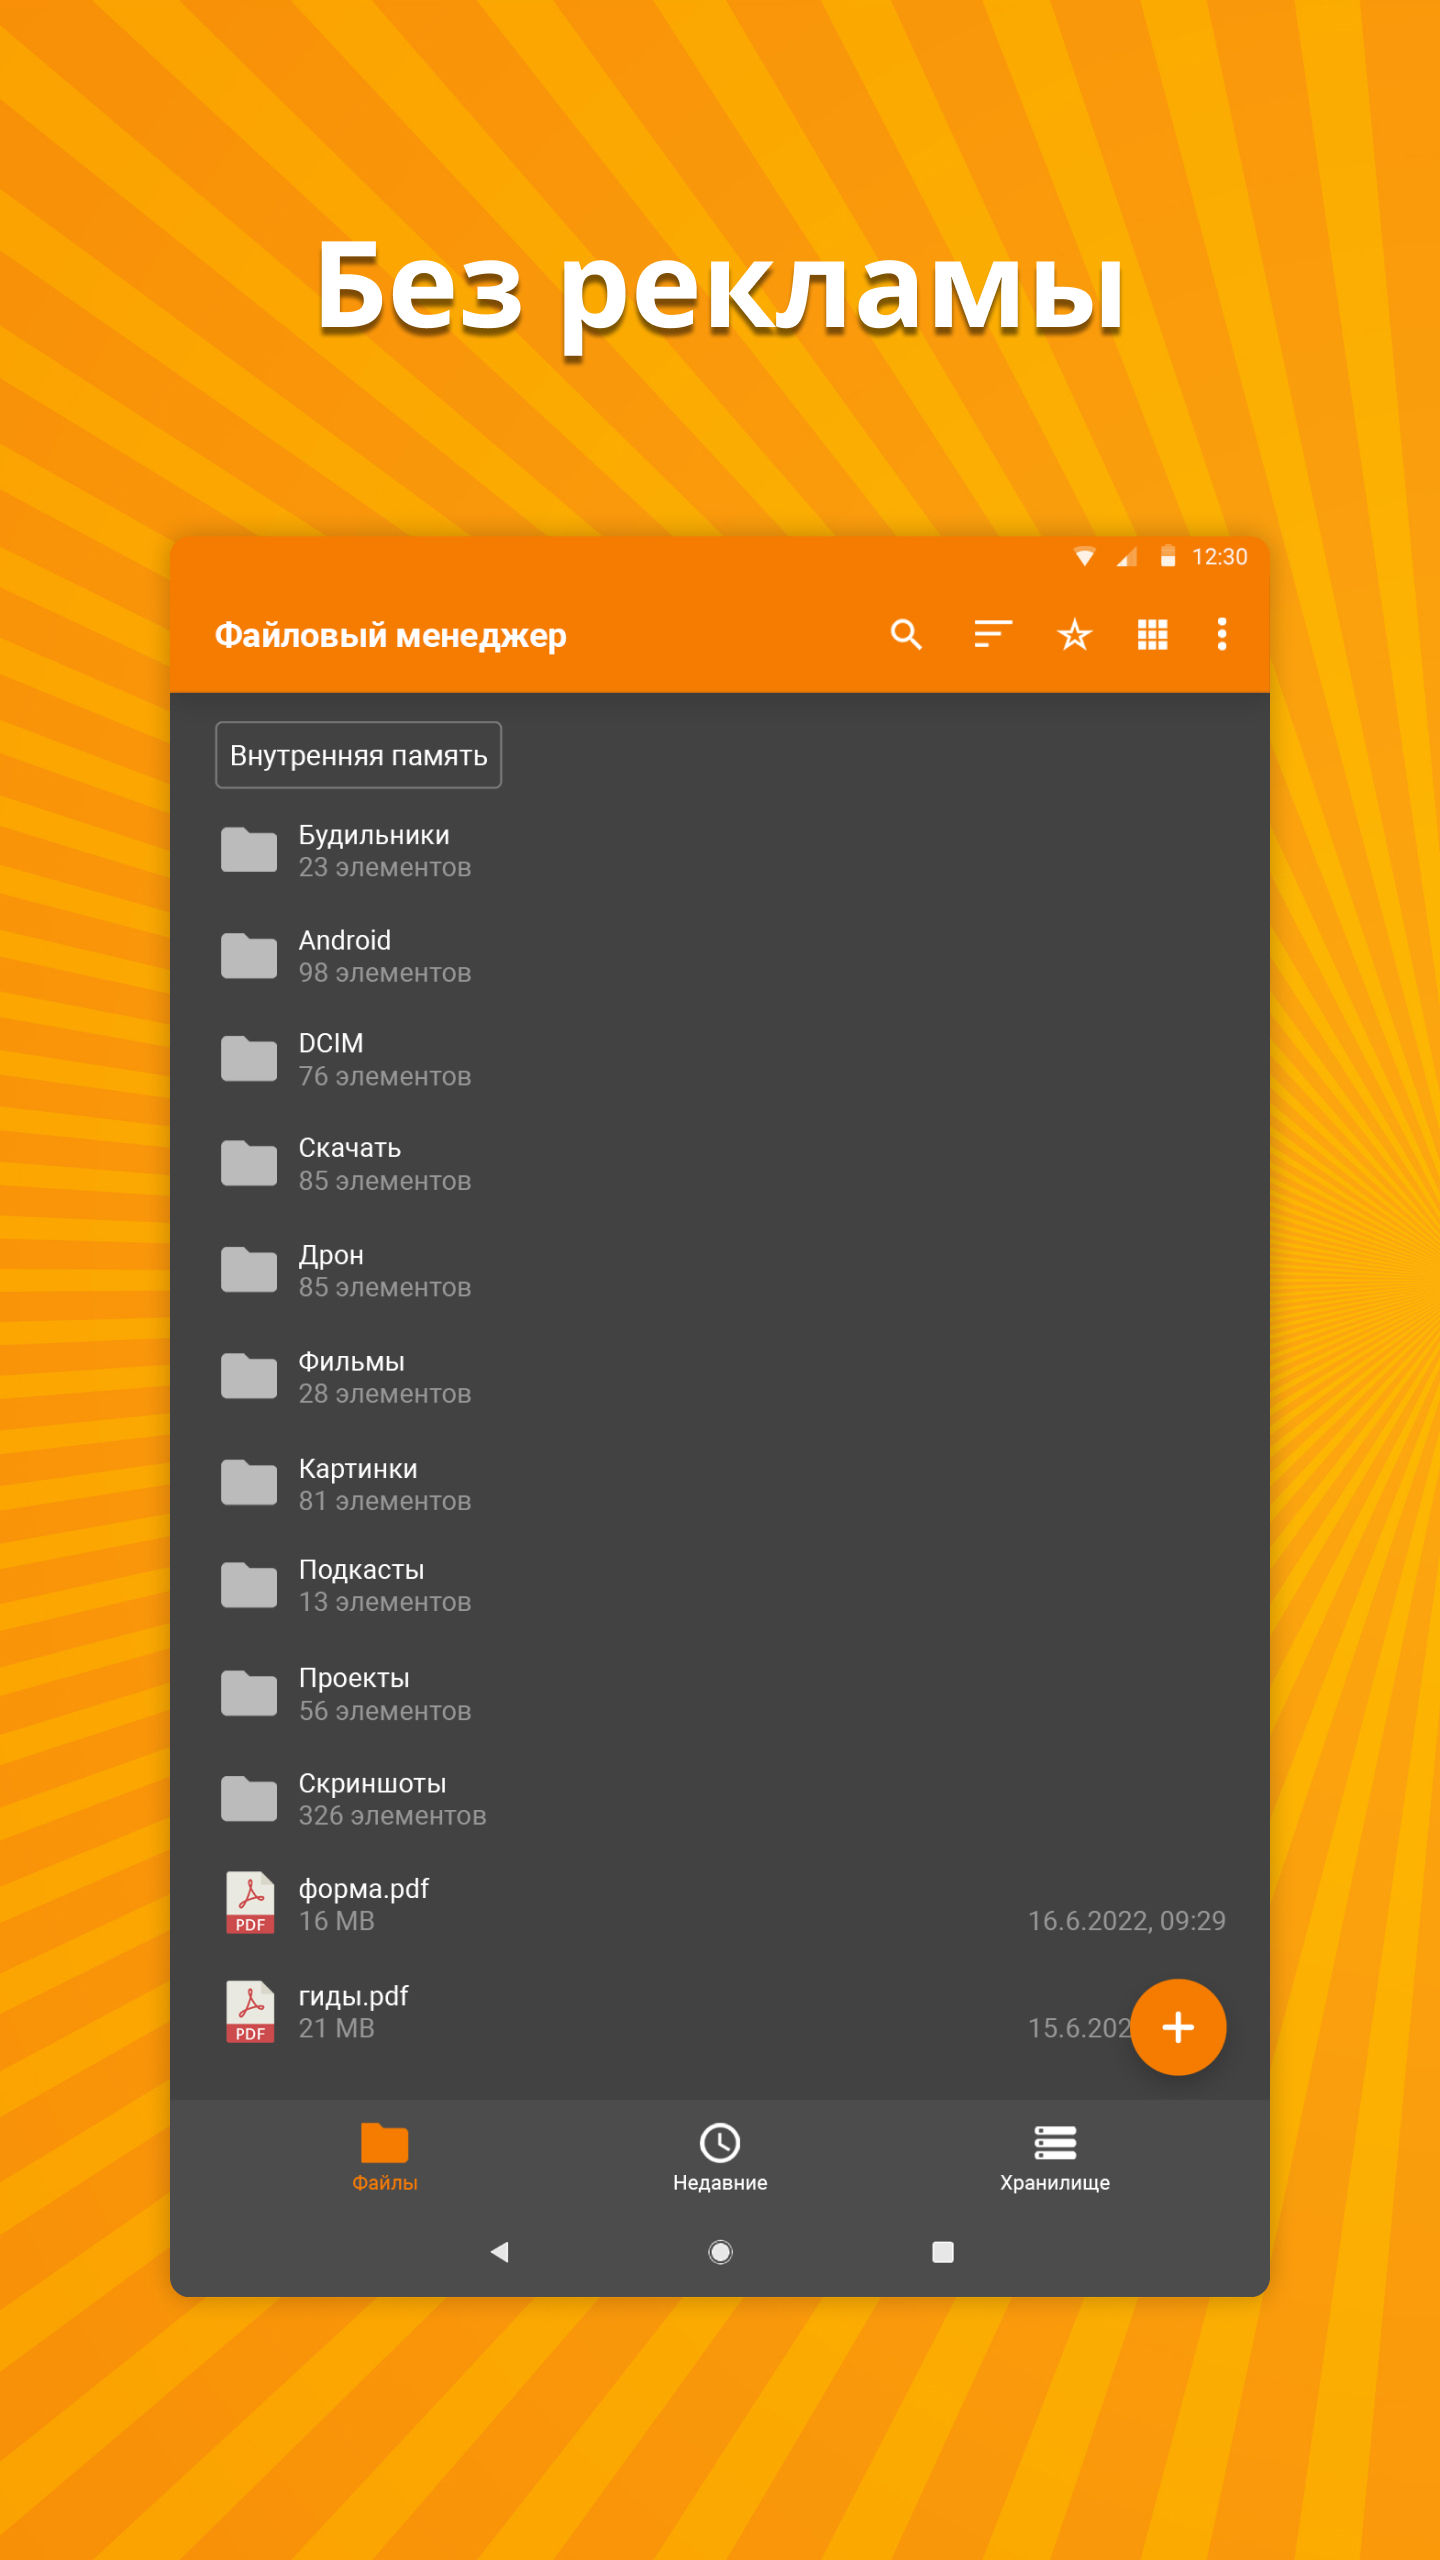 Без рекламы
12:30
Файловый менеджер
Внутренняя память
Будильники
23 элементов
Android
98 элементов
DCIM
76 элементов
Скачать
85 элементов
Дрон
85 элементов
Фильмы
28 элементов
Картинки
81 элементов
Подкасты
13 элементов
Проекты
56 элементов
Скриншоты
326 элементов
форма.pdf
PDF
16 MB
16.6.2022, 09:29
гиды.pdf
PDF
21 MB
15.6.202
Файлы
Недавние
Хранилище